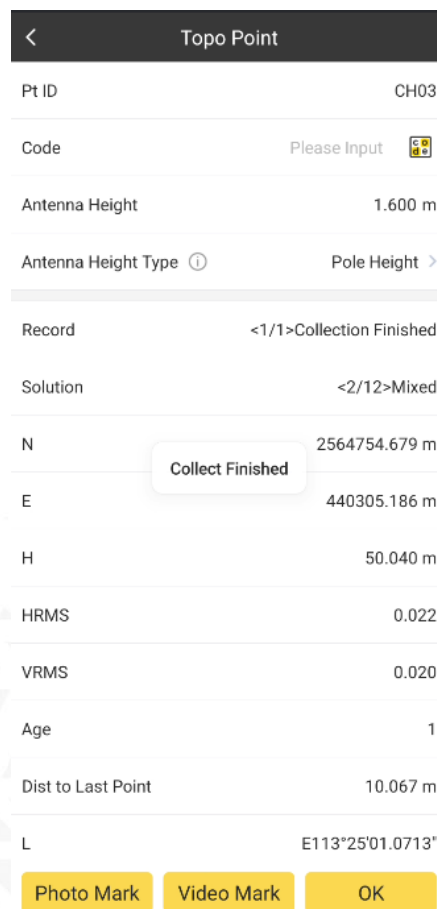 Topo Point
Pt ID CH03
Code Please Input code
Antenna Height 1.600 m
Antenna Height Type Pole Height
Record <1/1>Collection Finished
Solution <2/12>Mixed
N 2564754.679 m
Collect Finished
E 440305.186 m
H 50.040 m
HRMS 0.022
VRMS 0.020
Age 1
Dist to Last Point 10.067 m
L E113°25'01.0713"
Photo Mark Video Mark OK